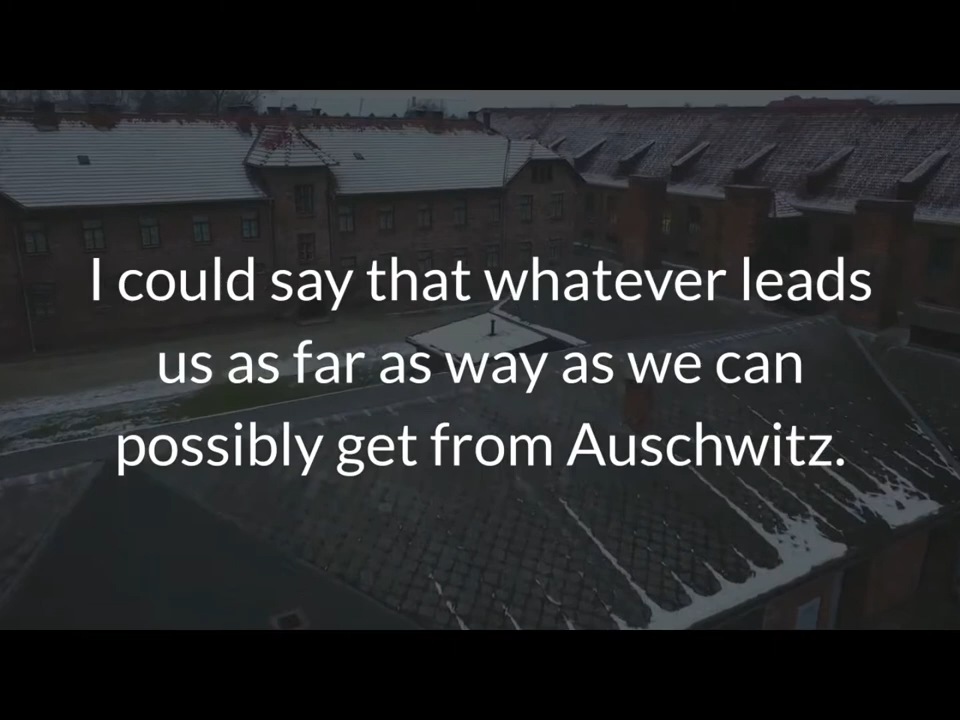 I could say that whatever leads
us as far as way as we can
possibly get from Auschwitz.